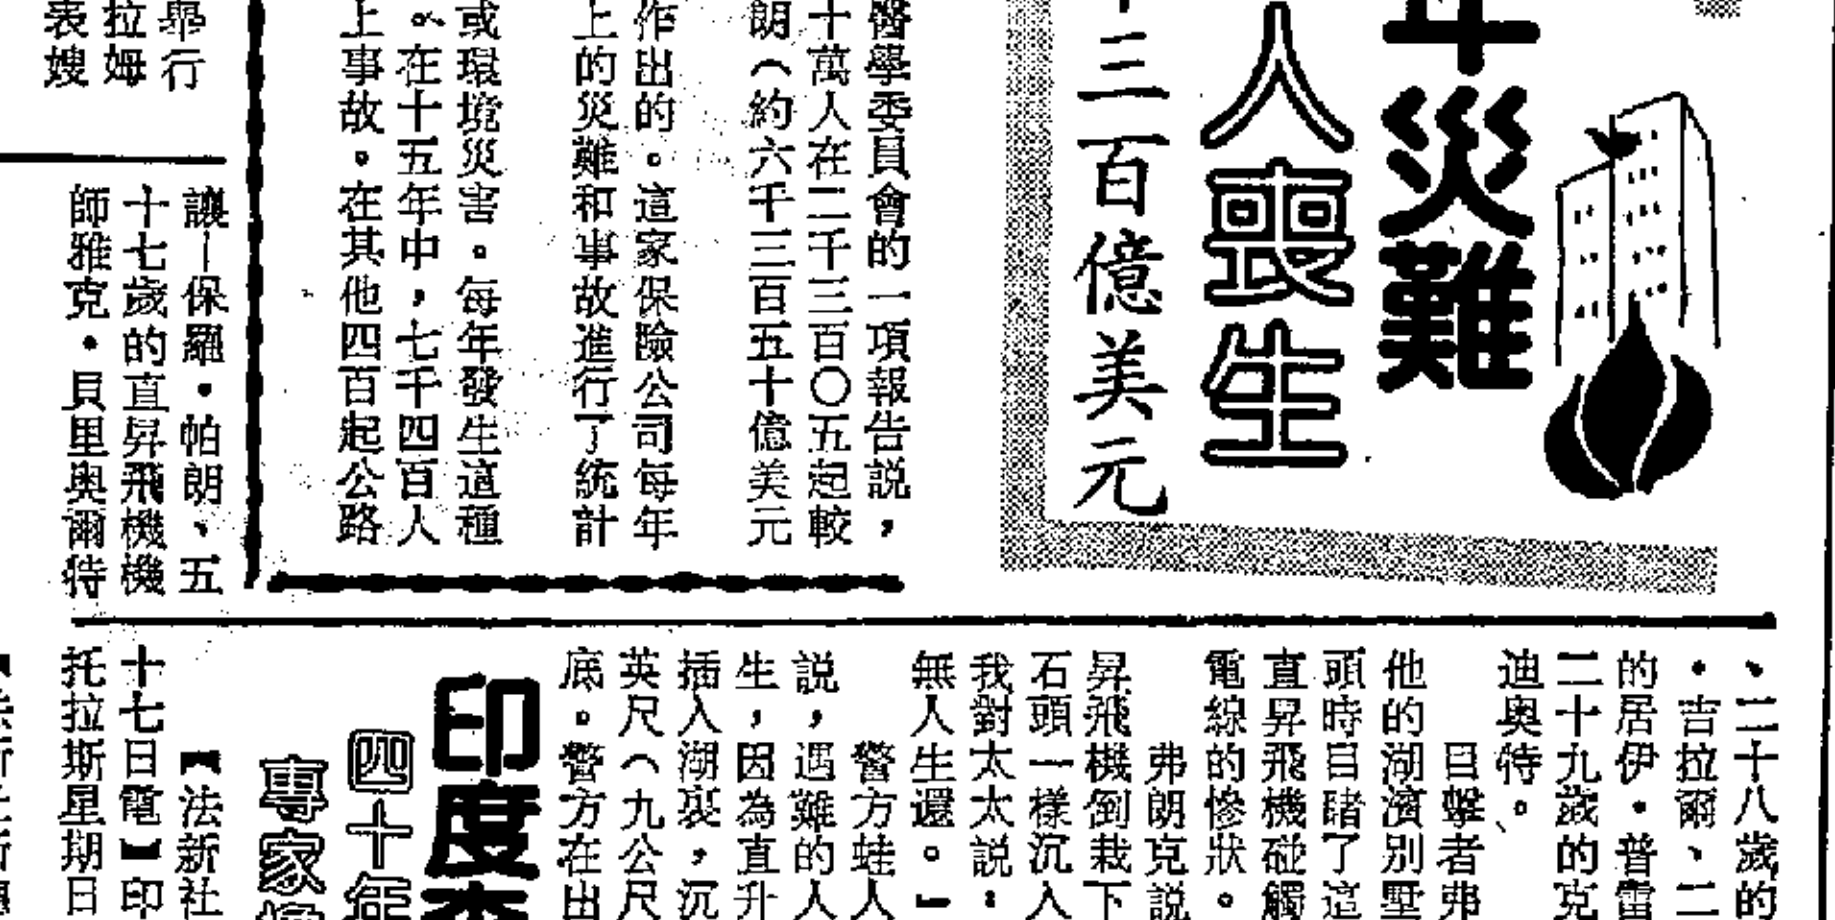 年災難
人喪生
三百億美元
醫學委員會的一項報告説，
十萬人在二千三百〇五起較
朗（約六千三百五十億美元
作出的。這家保險公司每年
上的災難和事故進行了統計
或環境災害。每年發生這種
。在十五年中，七千四百人
上事故。在其他四百起公路
舉行
拉姆
表嫂
讓－保羅・帕朗、五
十七歲的直昇飛機機
師雅克・貝里奥爾特
、二十八歲的
・吉拉爾、二
的居伊・普雷
二十九歲的克
迪奥特。
目擊者弗
他的湖濱别墅
頭時目睹了這
直昇飛機碰觸
電線的慘狀。
弗朗克説
昇飛機倒栽下
石頭一樣沉入
我對太太説：
無人生還。」
警方蛙人
説，遇難的人
生，因為直升
插入湖裏，沉
英尺（九公尺
底。警方在出
印度
四十年
專家
【法新社
十七日電】印
托拉斯星期日